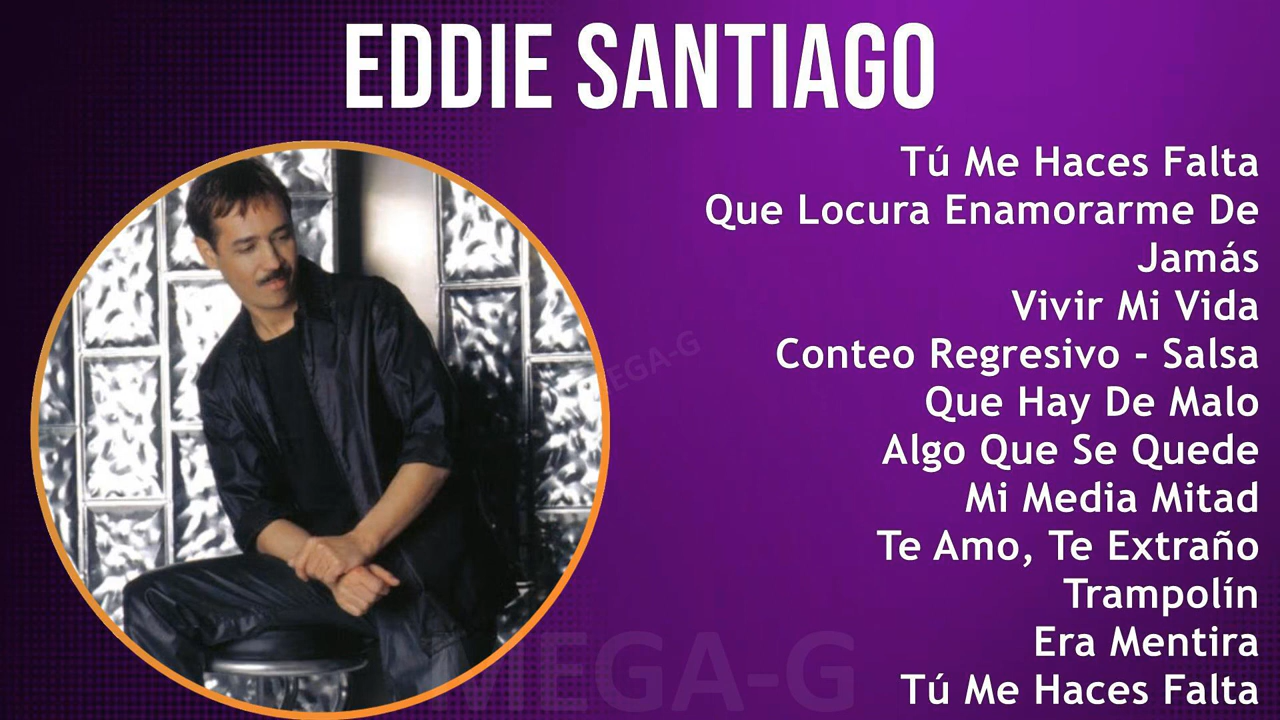 EDDIE SANTIAGO
Tú Me Haces Falta
Que Locura Enamorarme De
Jamás
Vivir Mi Vida
Conteo Regresivo - Salsa
Que Hay De Malo
Algo Que Se Quede
Mi Media Mitad
Te Amo, Te Extraño
Trampolín
Era Mentira
Tú Me Haces Falta
MEGA-G
MEGA-G